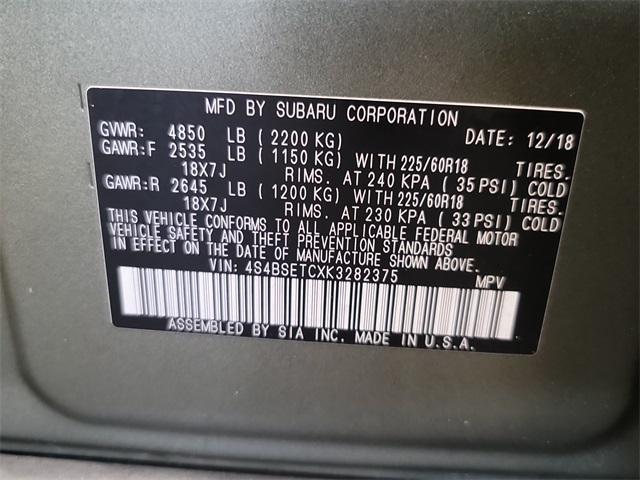 MFD BY SUBARU CORPORATION
GVWR: 4850 LB (2200 KG) DATE: 12/18
GAWR:F 2535 LB (1150 KG) WITH 225/60R18 TIRES.
18X7J RIMS. AT 240 KPA (35 PSI) COLD
GAWR:R 2645 LB (1200 KG) WITH 225/60R18 TIRES.
18X7J RIMS. AT 230 KPA (33 PSI) COLD
THIS VEHICLE CONFORMS TO ALL APPLICABLE FEDERAL MOTOR
VEHICLE SAFETY AND THEFT PREVENTION STANDARDS
IN EFFECT ON THE DATE OF MANUFACTURE SHOWN ABOVE.
VIN: 4S4BSETCXK3282375 MPV
ASSEMBLED BY SIA INC. MADE IN U.S.A.